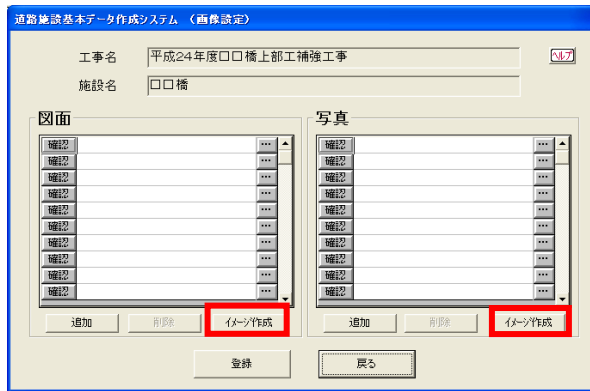 道路施設基本データ作成システム （画像設定）
工事名 平成24年度□□橋上部工補強工事 ヘルプ
施設名 □□橋
図面 写真
確認 ... 確認 ...
確認 ... 確認 ...
確認 ... 確認 ...
確認 ... 確認 ...
確認 ... 確認 ...
確認 ... 確認 ...
確認 ... 確認 ...
確認 ... 確認 ...
確認 ... 確認 ...
確認 ... 確認 ...
追加 削除 イメージ作成 追加 削除 イメージ作成
登録 戻る